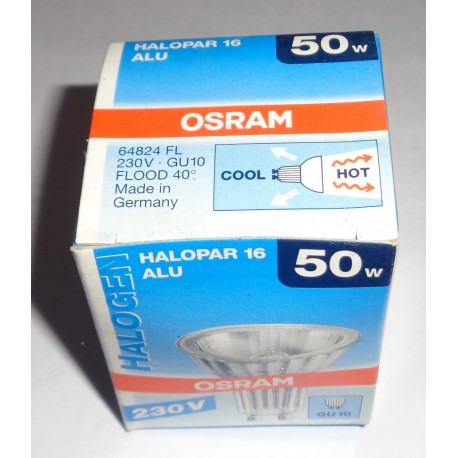 HALOPAR 16
ALU
50w
OSRAM
64824 FL
230V · GU10
FLOOD 40°
Made in
Germany
COOL
HOT
HALOPAR 16
ALU
50w
HALOGEN
OSRAM
230V
GU10